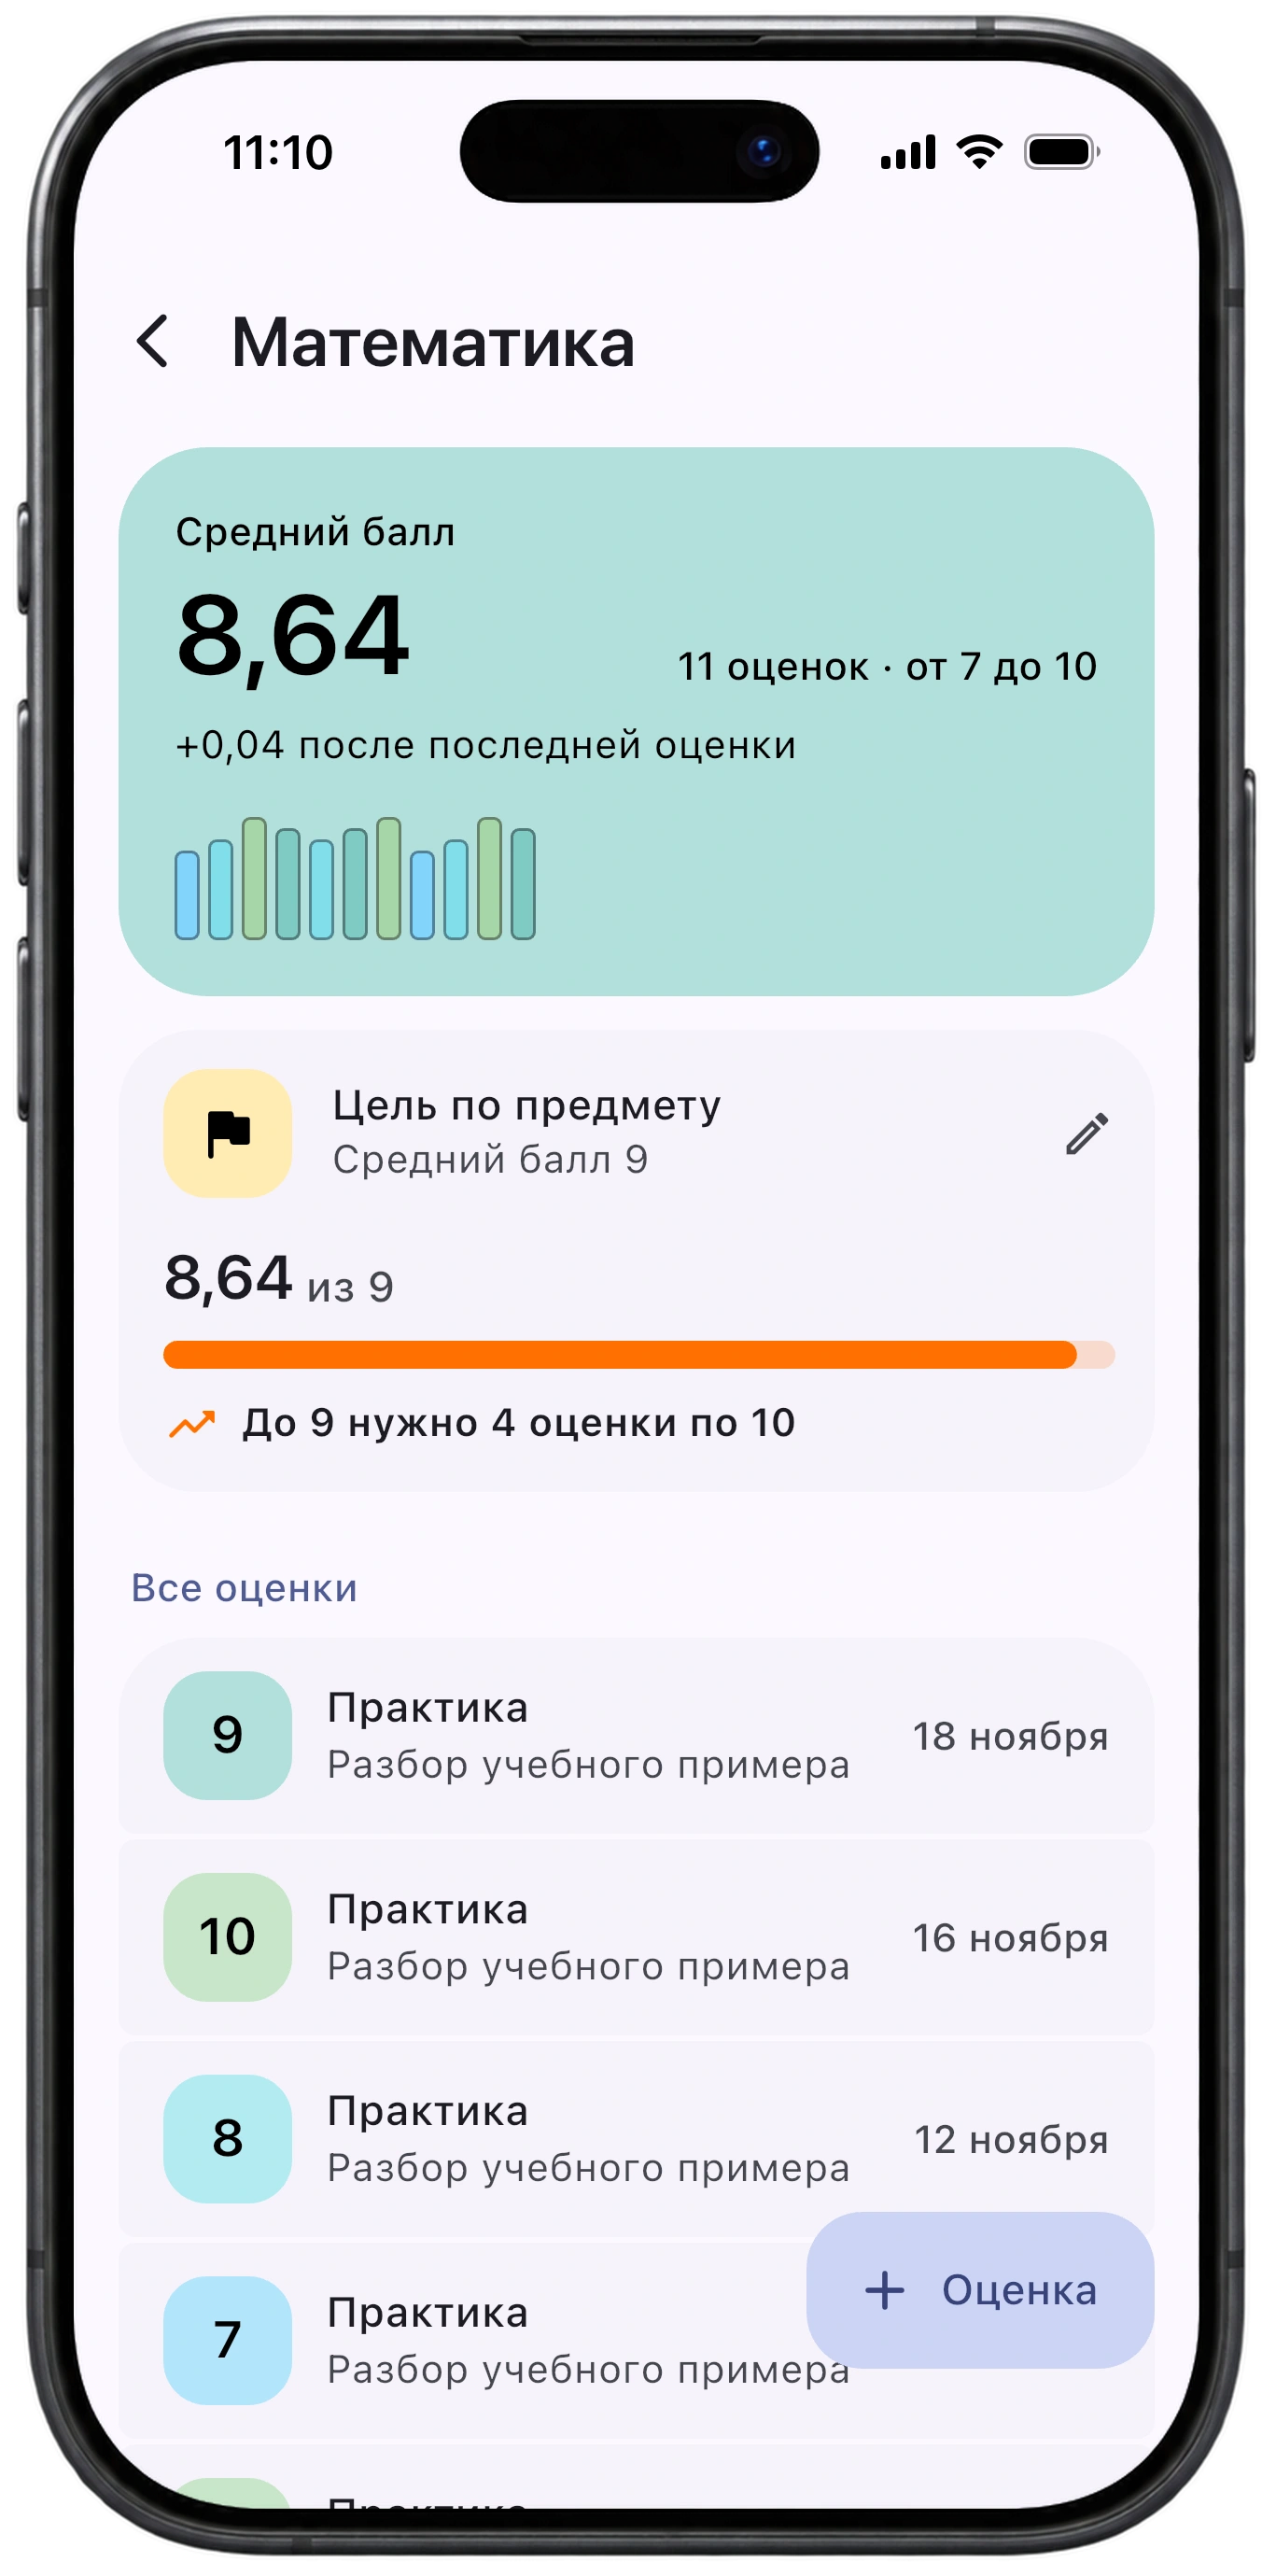 11:10
Математика
Средний балл
8,64
11 оценок · от 7 до 10
+0,04 после последней оценки
Цель по предмету
Средний балл 9
8,64 из 9
До 9 нужно 4 оценки по 10
Все оценки
9
Практика
Разбор учебного примера
18 ноября
10
Практика
Разбор учебного примера
16 ноября
8
Практика
Разбор учебного примера
12 ноября
7
Практика
Разбор учебного примера
+ Оценка
Практика